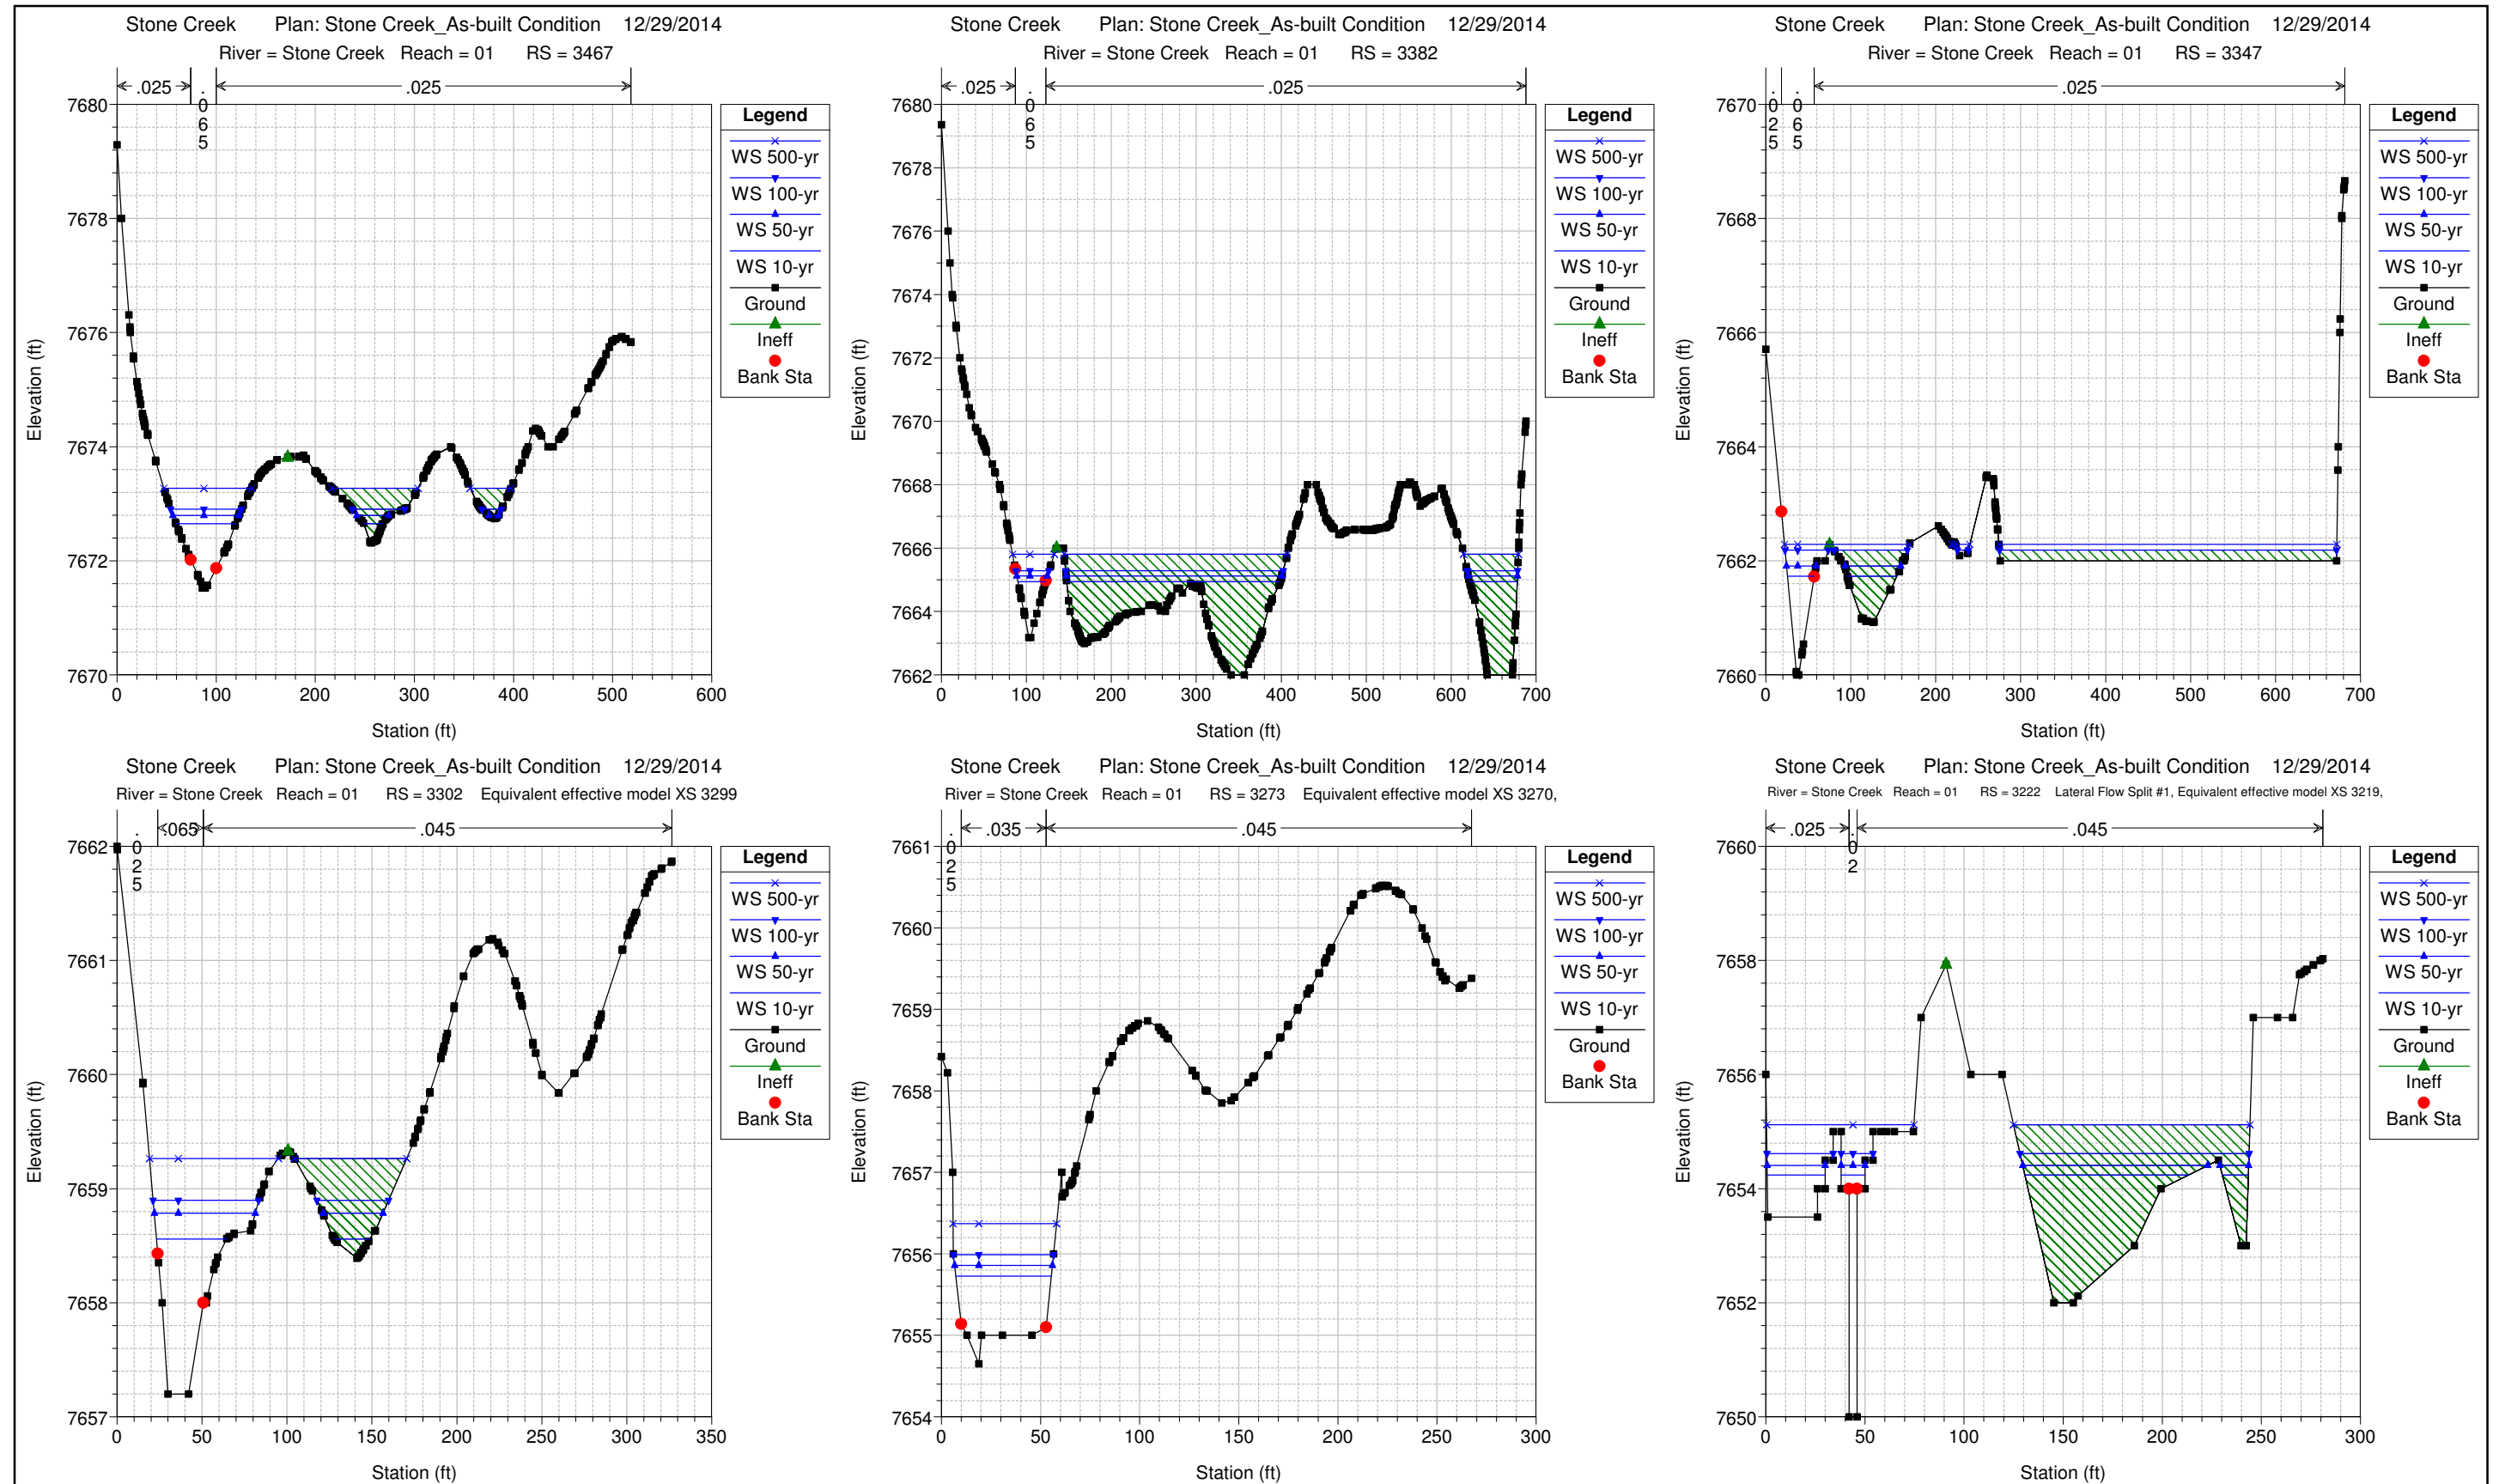 Stone Creek Plan: Stone Creek_As-built Condition 12/29/2014
River = Stone Creek Reach = 01 RS = 3467
.025
.065
.025
Elevation (ft)
7680
7678
7676
7674
7672
7670
0 100 200 300 400 500 600
Station (ft)
Legend
WS 500-yr
WS 100-yr
WS 50-yr
WS 10-yr
Ground
Ineff
Bank Sta
Stone Creek Plan: Stone Creek_As-built Condition 12/29/2014
River = Stone Creek Reach = 01 RS = 3382
.025
.065
.025
Elevation (ft)
7680
7678
7676
7674
7672
7670
7668
7666
7664
7662
0 100 200 300 400 500 600 700
Station (ft)
Legend
WS 500-yr
WS 100-yr
WS 50-yr
WS 10-yr
Ground
Ineff
Bank Sta
Stone Creek Plan: Stone Creek_As-built Condition 12/29/2014
River = Stone Creek Reach = 01 RS = 3347
.025
.065
.025
Elevation (ft)
7670
7668
7666
7664
7662
7660
0 100 200 300 400 500 600 700
Station (ft)
Legend
WS 500-yr
WS 100-yr
WS 50-yr
WS 10-yr
Ground
Ineff
Bank Sta
Stone Creek Plan: Stone Creek_As-built Condition 12/29/2014
River = Stone Creek Reach = 01 RS = 3302 Equivalent effective model XS 3299
.025
.065
.045
Elevation (ft)
7662
7661
7660
7659
7658
7657
0 50 100 150 200 250 300 350
Station (ft)
Legend
WS 500-yr
WS 100-yr
WS 50-yr
WS 10-yr
Ground
Ineff
Bank Sta
Stone Creek Plan: Stone Creek_As-built Condition 12/29/2014
River = Stone Creek Reach = 01 RS = 3273 Equivalent effective model XS 3270,
.025
.035
.045
Elevation (ft)
7661
7660
7659
7658
7657
7656
7655
7654
0 50 100 150 200 250 300
Station (ft)
Legend
WS 500-yr
WS 100-yr
WS 50-yr
WS 10-yr
Ground
Bank Sta
Stone Creek Plan: Stone Creek_As-built Condition 12/29/2014
River = Stone Creek Reach = 01 RS = 3222 Lateral Flow Split #1, Equivalent effective model XS 3219,
.025
.02
.045
Elevation (ft)
7660
7658
7656
7654
7652
7650
0 50 100 150 200 250 300
Station (ft)
Legend
WS 500-yr
WS 100-yr
WS 50-yr
WS 10-yr
Ground
Ineff
Bank Sta